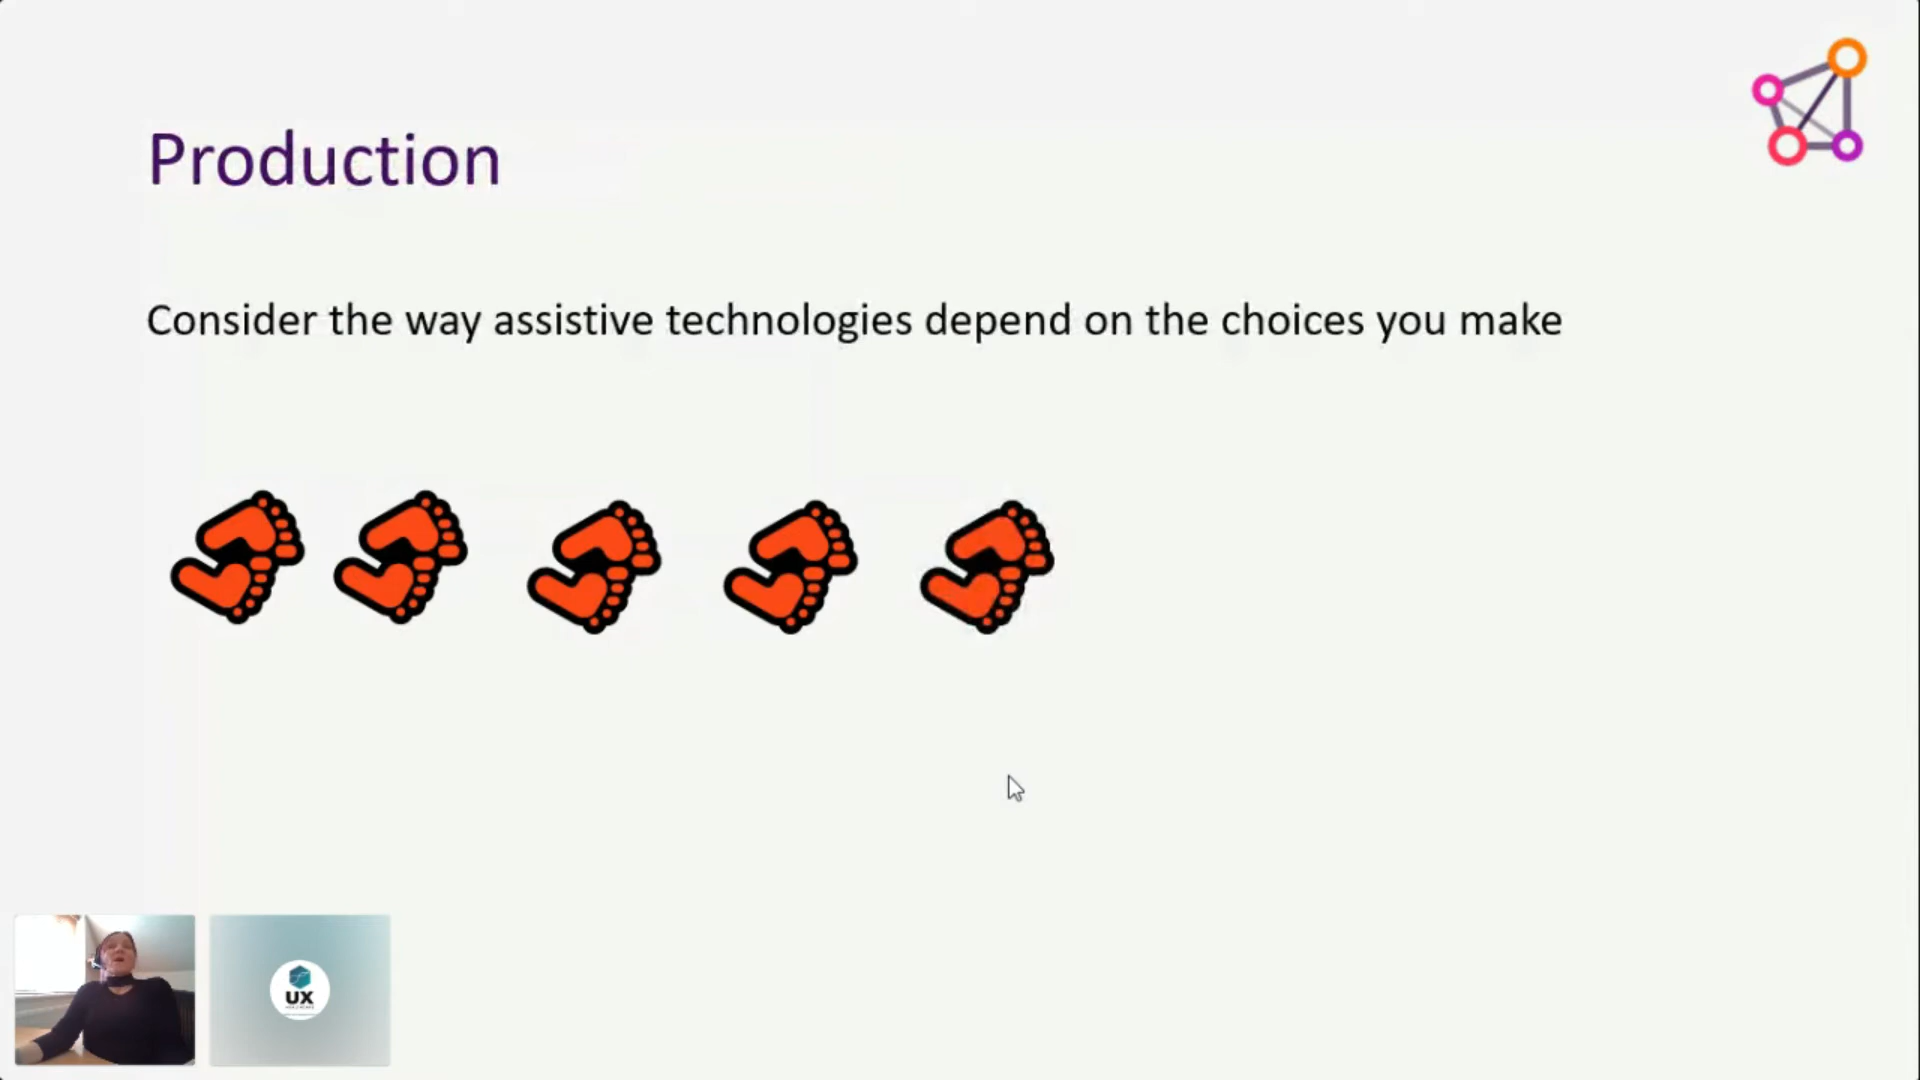 Production
Consider the way assistive technologies depend on the choices you make
UX